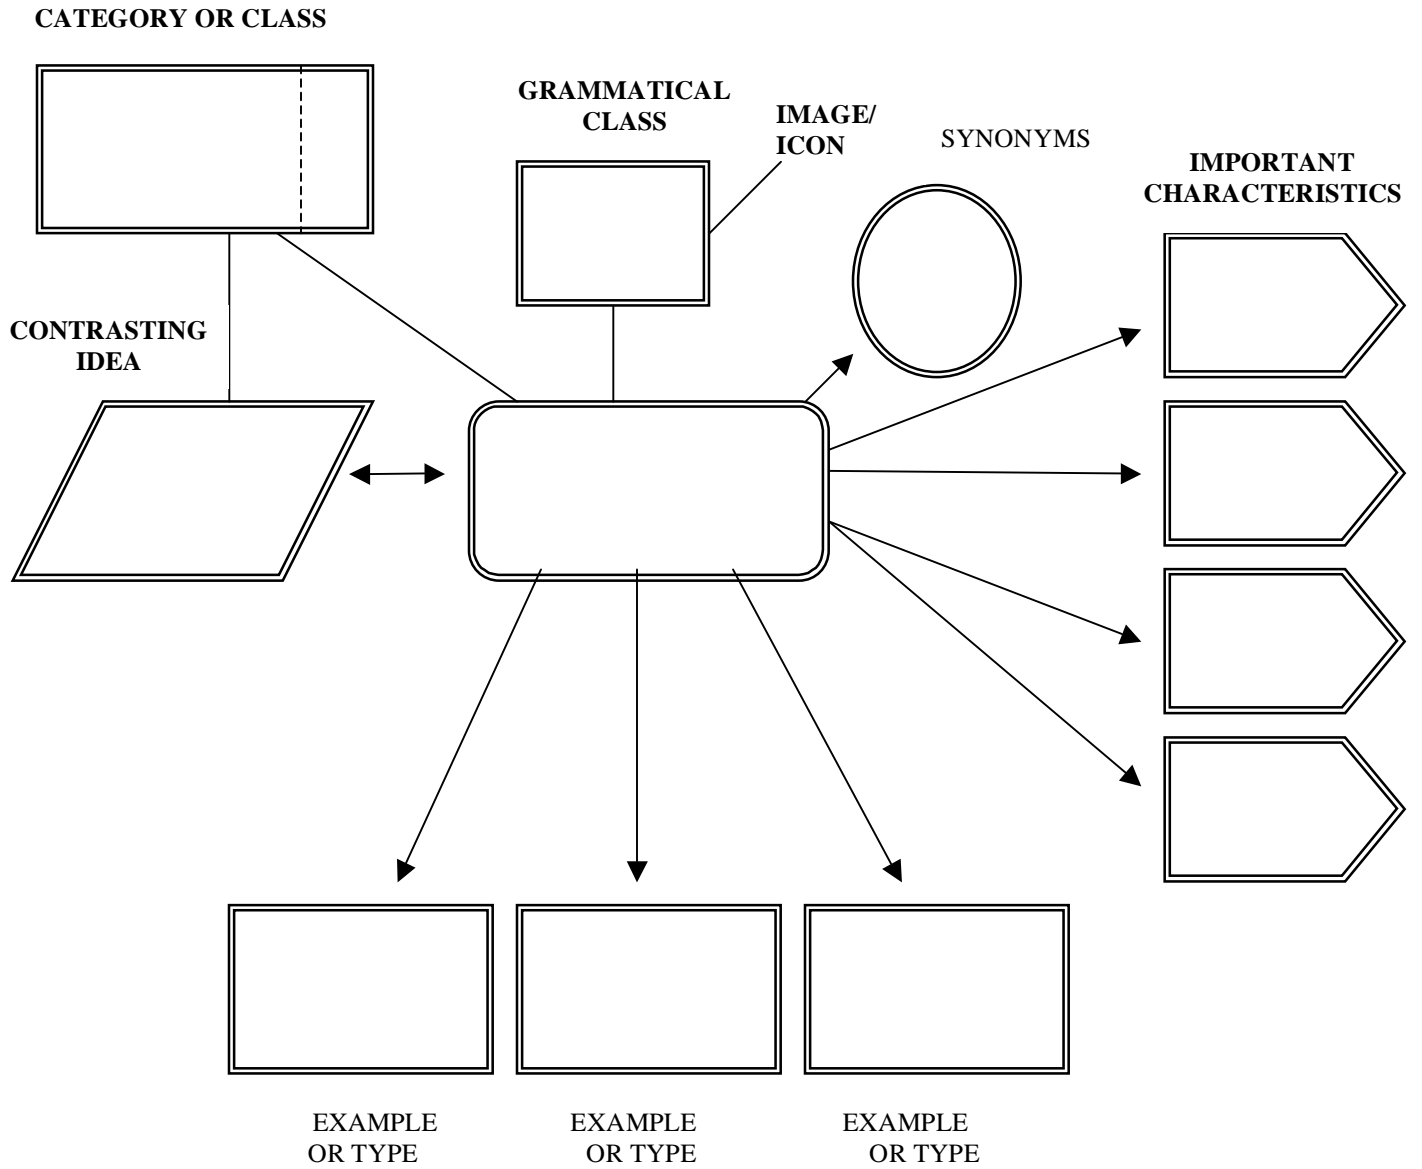 CATEGORY OR CLASS
GRAMMATICAL
CLASS
IMAGE/
ICON
SYNONYMS
IMPORTANT
CHARACTERISTICS
CONTRASTING
IDEA
EXAMPLE
OR TYPE
EXAMPLE
OR TYPE
EXAMPLE
OR TYPE